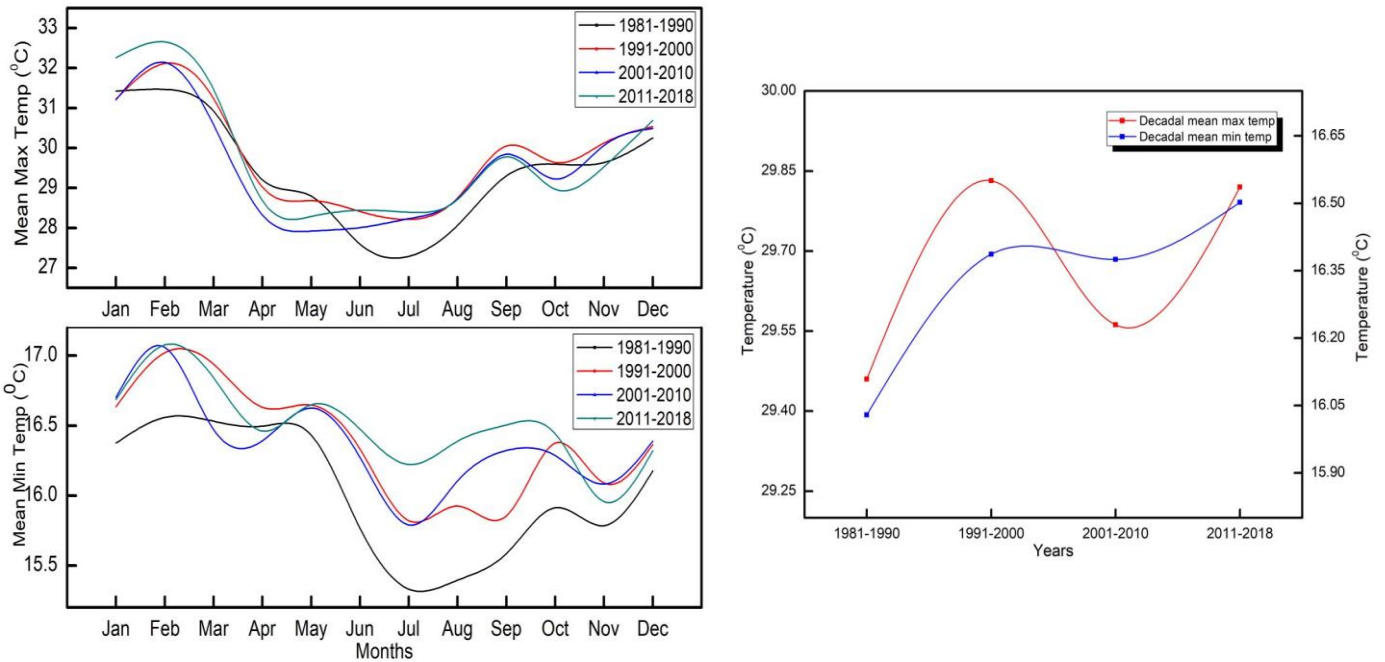 Mean Max Temp (⁰C)
33
32
31
30
29
28
27
1981-1990
1991-2000
2001-2010
2011-2018
Jan Feb Mar Apr May Jun Jul Aug Sep Oct Nov Dec
Mean Min Temp (⁰C)
17.0
16.5
16.0
15.5
1981-1990
1991-2000
2001-2010
2011-2018
Jan Feb Mar Apr May Jun Jul Aug Sep Oct Nov Dec
Months
Temperature (⁰C)
30.00
29.85
29.70
29.55
29.40
29.25
Decadal mean max temp
Decadal mean min temp
16.65
16.50
16.35
16.20
16.05
15.90
Temperature (⁰C)
1981-1990 1991-2000 2001-2010 2011-2018
Years